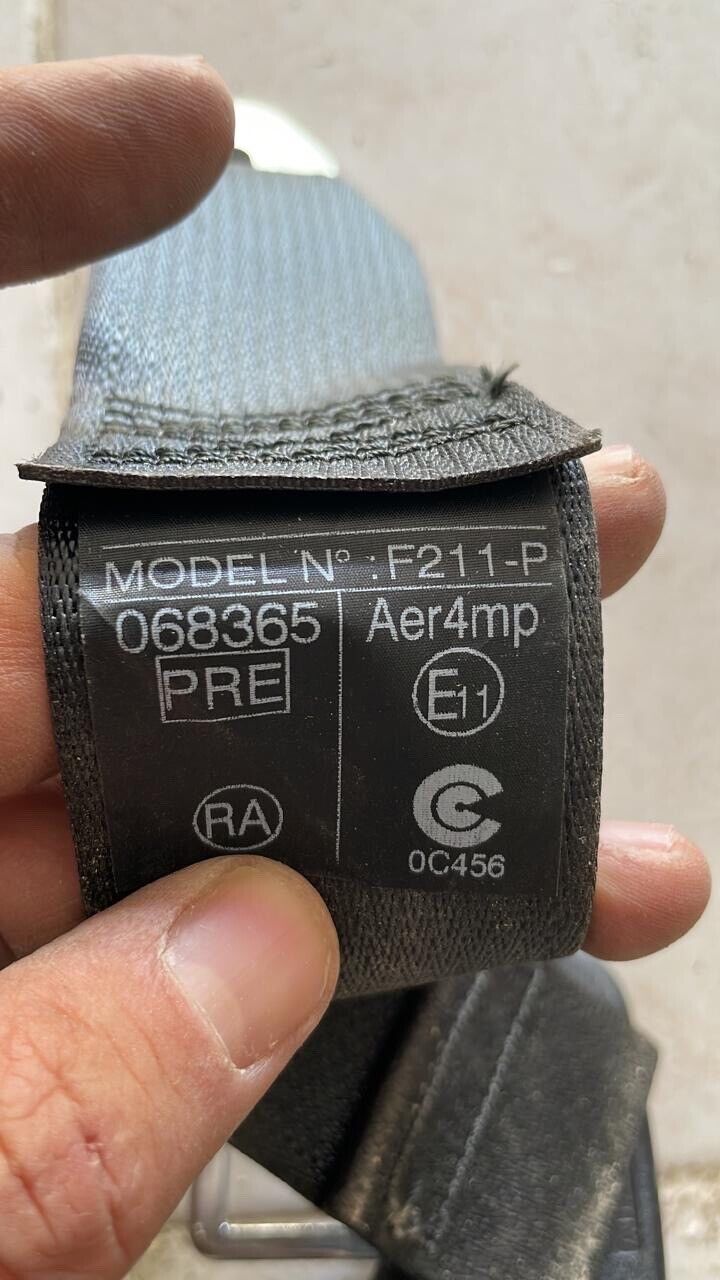 MODEL N° : F211-P
068365 Aer4mp
PRE E11
RA
0C456